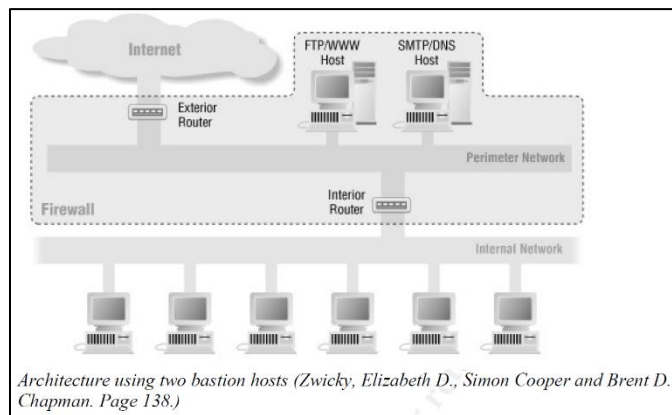 Internet
FTP/WWW
Host
SMTP/DNS
Host
Exterior
Router
Perimeter Network
Interior
Router
Firewall
Internal Network
Architecture using two bastion hosts (Zwicky, Elizabeth D., Simon Cooper and Brent D.
Chapman. Page 138.)